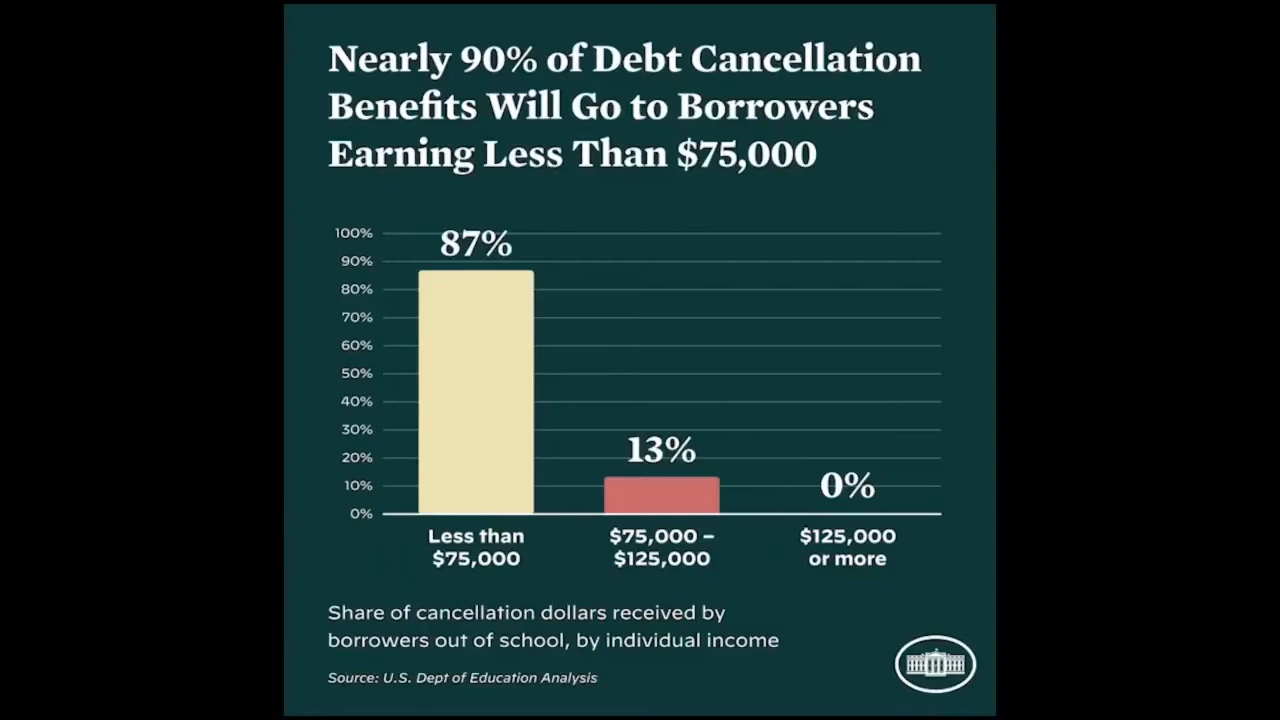 Nearly 90% of Debt Cancellation
Benefits Will Go to Borrowers
Earning Less Than $75,000
100%
90%
80%
70%
60%
50%
40%
30%
20%
10%
0%
87%
13%
0%
Less than
$75,000
$75,000 –
$125,000
$125,000
or more
Share of cancellation dollars received by
borrowers out of school, by individual income
Source: U.S. Dept of Education Analysis